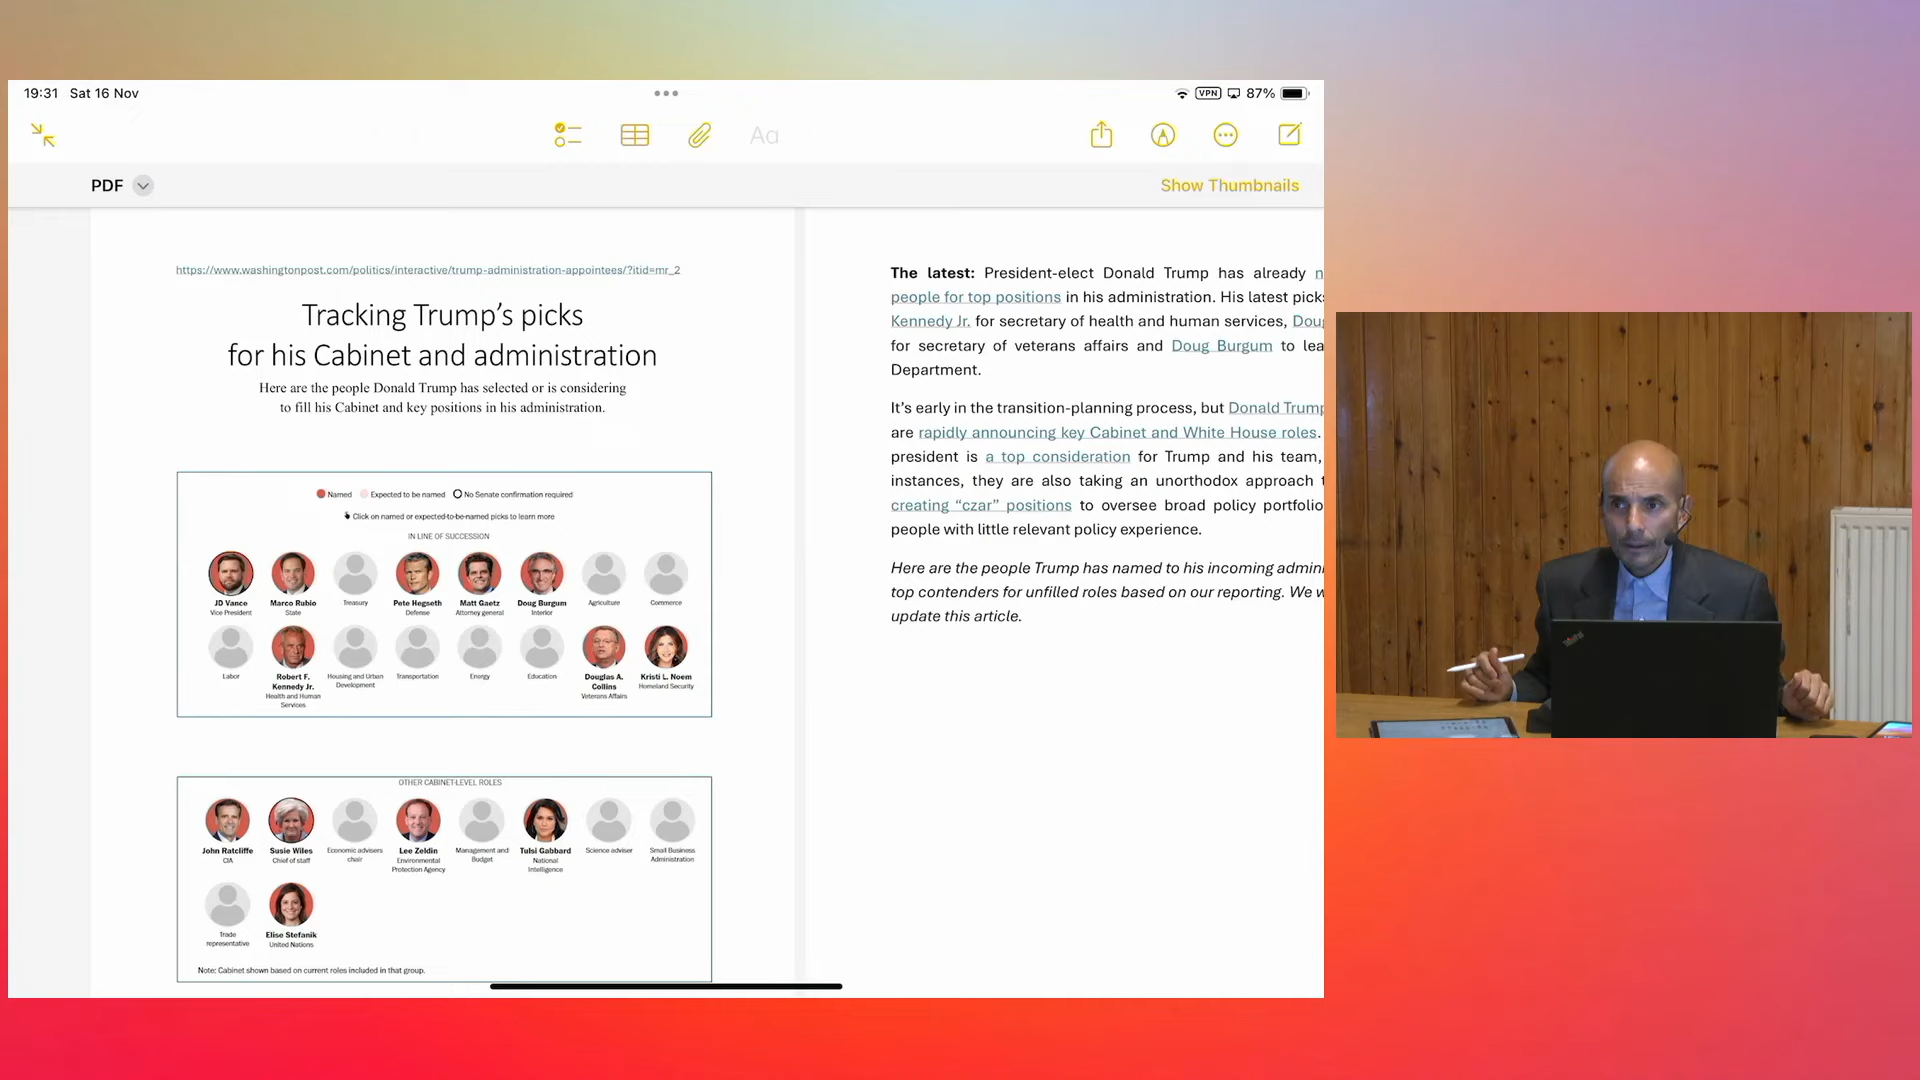 19:31 Sat 16 Nov
VPN 87%
Aa
PDF
Show Thumbnails
https://www.washingtonpost.com/politics/interactive/trump-administration-appointees/?itid=mr_2
Tracking Trump’s picks
for his Cabinet and administration
Here are the people Donald Trump has selected or is considering
to fill his Cabinet and key positions in his administration.
Named Expected to be named No Senate confirmation required
Click on named or expected-to-be-named picks to learn more
IN LINE OF SUCCESSION
JD Vance
Vice President
Marco Rubio
State
Treasury
Pete Hegseth
Defense
Matt Gaetz
Attorney general
Doug Burgum
Interior
Agriculture
Commerce
Labor
Robert F.
Kennedy Jr.
Health and Human
Services
Housing and Urban
Development
Transportation
Energy
Education
Douglas A.
Collins
Veterans Affairs
Kristi L. Noem
Homeland Security
OTHER CABINET-LEVEL ROLES
John Ratcliffe
CIA
Susie Wiles
Chief of staff
Economic advisers
chair
Lee Zeldin
Environmental
Protection Agency
Management and
Budget
Tulsi Gabbard
National
Intelligence
Science adviser
Small Business
Administration
Trade
representative
Elise Stefanik
United Nations
Note: Cabinet shown based on current roles included in that group.
The latest: President-elect Donald Trump has already n
people for top positions in his administration. His latest picks
Kennedy Jr. for secretary of health and human services, Doug
for secretary of veterans affairs and Doug Burgum to lea
Department.
It’s early in the transition-planning process, but Donald Trump
are rapidly announcing key Cabinet and White House roles.
president is a top consideration for Trump and his team,
instances, they are also taking an unorthodox approach t
creating “czar” positions to oversee broad policy portfolio
people with little relevant policy experience.
Here are the people Trump has named to his incoming admini
top contenders for unfilled roles based on our reporting. We w
update this article.
ThinkPad